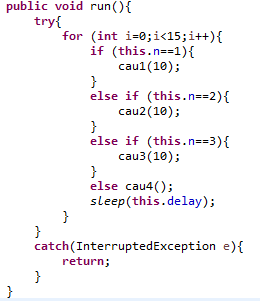 public void run(){
    try{
        for (int i=0;i<15;i++){
            if (this.n==1){
                cau1(10);
            }
            else if (this.n==2){
                cau2(10);
            }
            else if (this.n==3){
                cau3(10);
            }
            else cau4();
            sleep(this.delay);
        }
    }
    catch(InterruptedException e){
        return;
    }
}